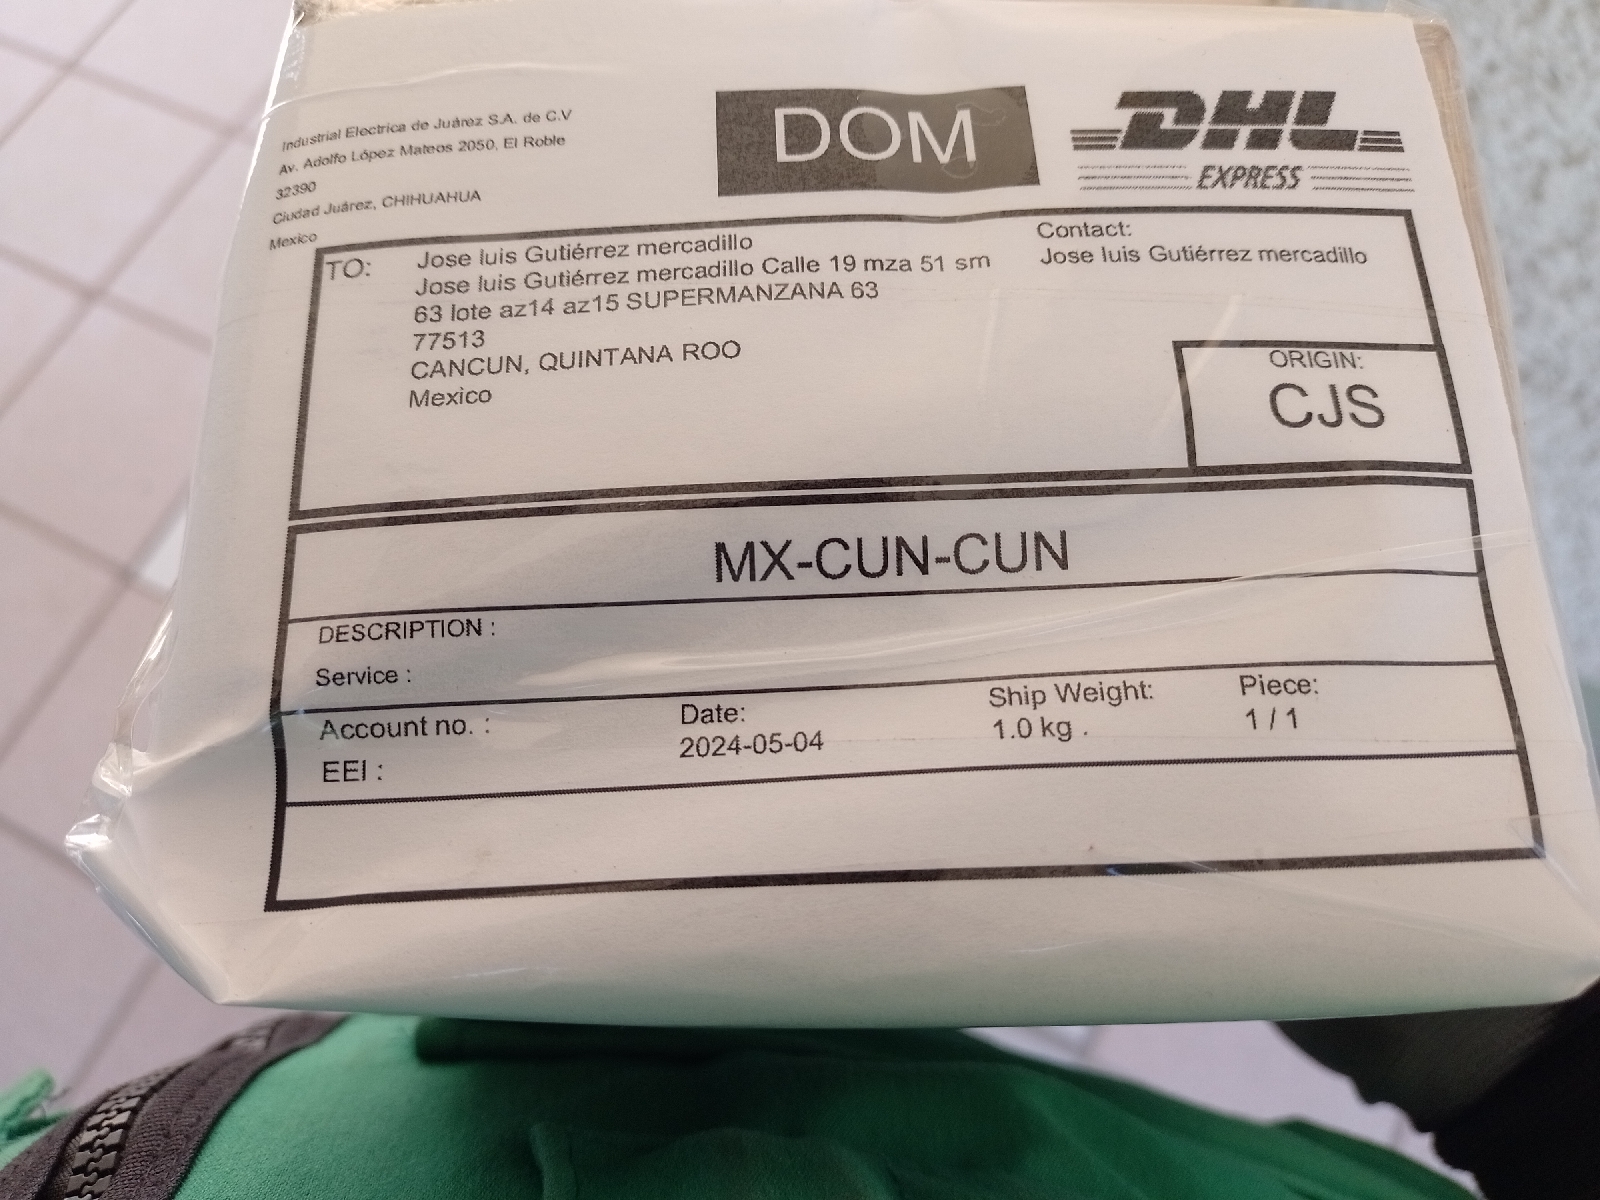 Industrial Electrica de Juárez S.A. de C.V
Av. Adolfo López Mateos 2050, El Roble
32390
Ciudad Juárez, CHIHUAHUA
Mexico
DOM
DHL
EXPRESS
TO:
Jose luis Gutiérrez mercadillo
Jose luis Gutiérrez mercadillo Calle 19 mza 51 sm
63 lote az14 az15 SUPERMANZANA 63
77513
CANCUN, QUINTANA ROO
Mexico
Contact:
Jose luis Gutiérrez mercadillo
ORIGIN:
CJS
MX-CUN-CUN
DESCRIPTION :
Service :
Account no. :
EEI :
Date:
2024-05-04
Ship Weight:
1.0 kg .
Piece:
1 / 1